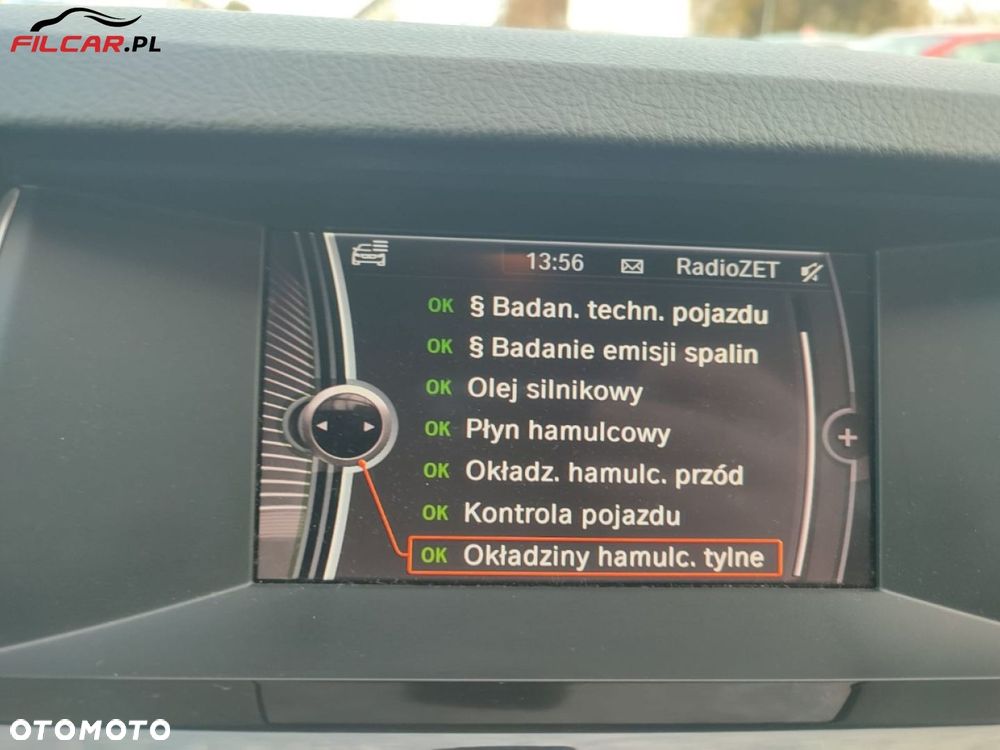 FILCAR.PL
13:56 RadioZET
OK § Badan. techn. pojazdu
OK § Badanie emisji spalin
OK Olej silnikowy
OK Płyn hamulcowy
OK Okładz. hamulc. przód
OK Kontrola pojazdu
OK Okładziny hamulc. tylne
OTOMOTO